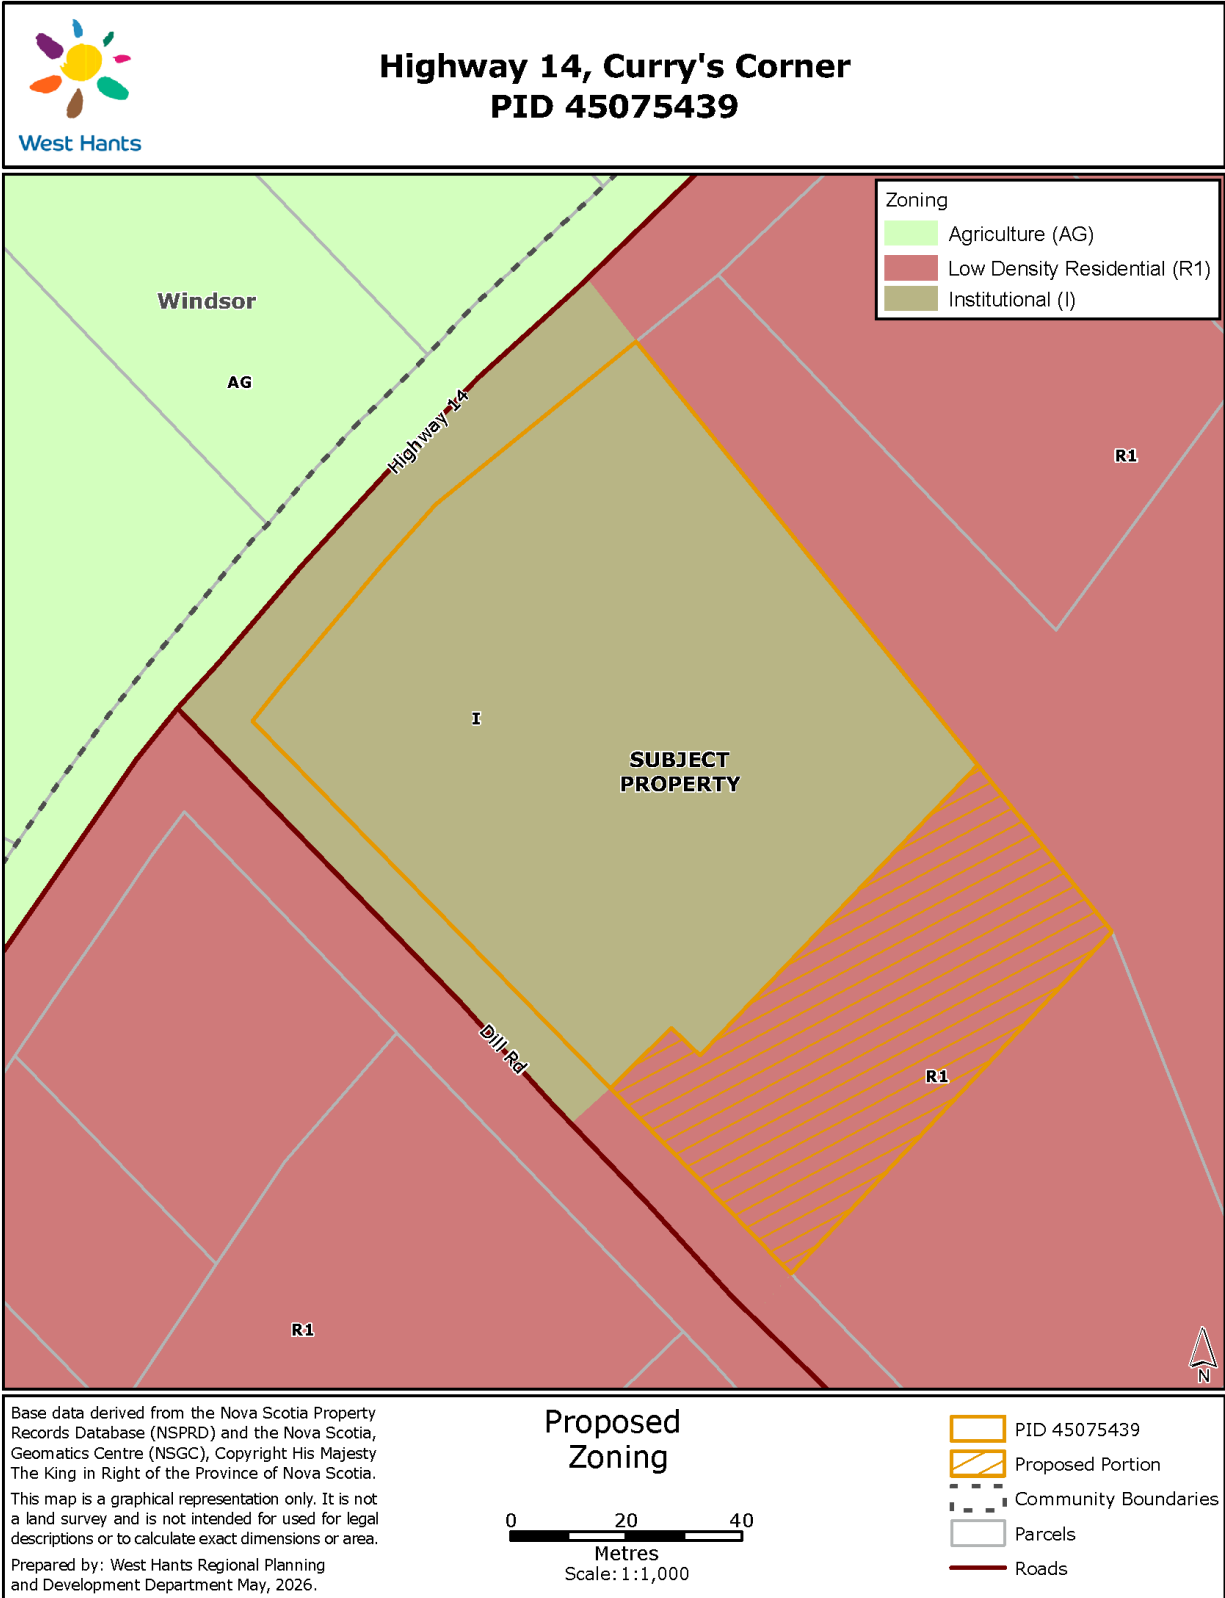 West Hants
Highway 14, Curry's Corner
PID 45075439
Zoning
Agriculture (AG)
Low Density Residential (R1)
Institutional (I)
Windsor
AG
Highway 14
R1
I
SUBJECT
PROPERTY
Dill Rd
R1
R1
N
Base data derived from the Nova Scotia Property
Records Database (NSPRD) and the Nova Scotia,
Geomatics Centre (NSGC), Copyright His Majesty
The King in Right of the Province of Nova Scotia.
This map is a graphical representation only. It is not
a land survey and is not intended for used for legal
descriptions or to calculate exact dimensions or area.
Prepared by: West Hants Regional Planning
and Development Department May, 2026.
Proposed
Zoning
0 20 40
Metres
Scale: 1:1,000
PID 45075439
Proposed Portion
Community Boundaries
Parcels
Roads